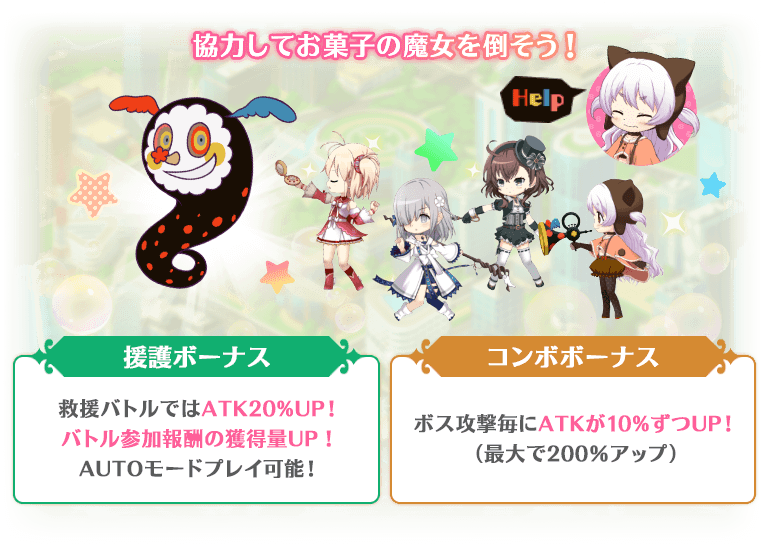 協力してお菓子の魔女を倒そう！
Help
援護ボーナス
救援バトルではATK20%UP！
バトル参加報酬の獲得量UP！
AUTOモードプレイ可能！
コンボボーナス
ボス攻撃毎にATKが10%ずつUP！
（最大で200%アップ）